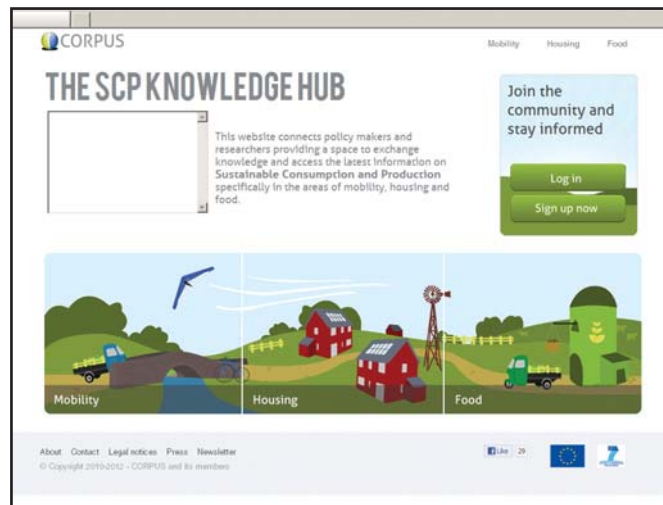 CORPUS
Mobility Housing Food
THE SCP KNOWLEDGE HUB
This website connects policy makers and
researchers providing a space to exchange
knowledge and access the latest information on
Sustainable Consumption and Production
specifically in the areas of mobility, housing and
food.
Join the
community and
stay informed
Log in
Sign up now
Mobility
Housing
Food
About Contact Legal notices Press Newsletter
© Copyright 2010-2012 - CORPUS and its members
Like 29